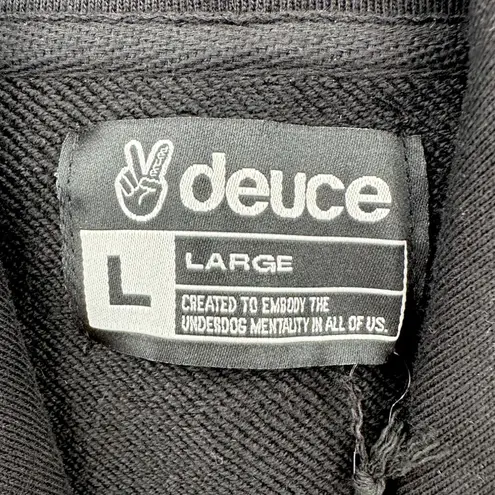 deuce
L
LARGE
CREATED TO EMBODY THE
UNDERDOG MENTALITY IN ALL OF US.